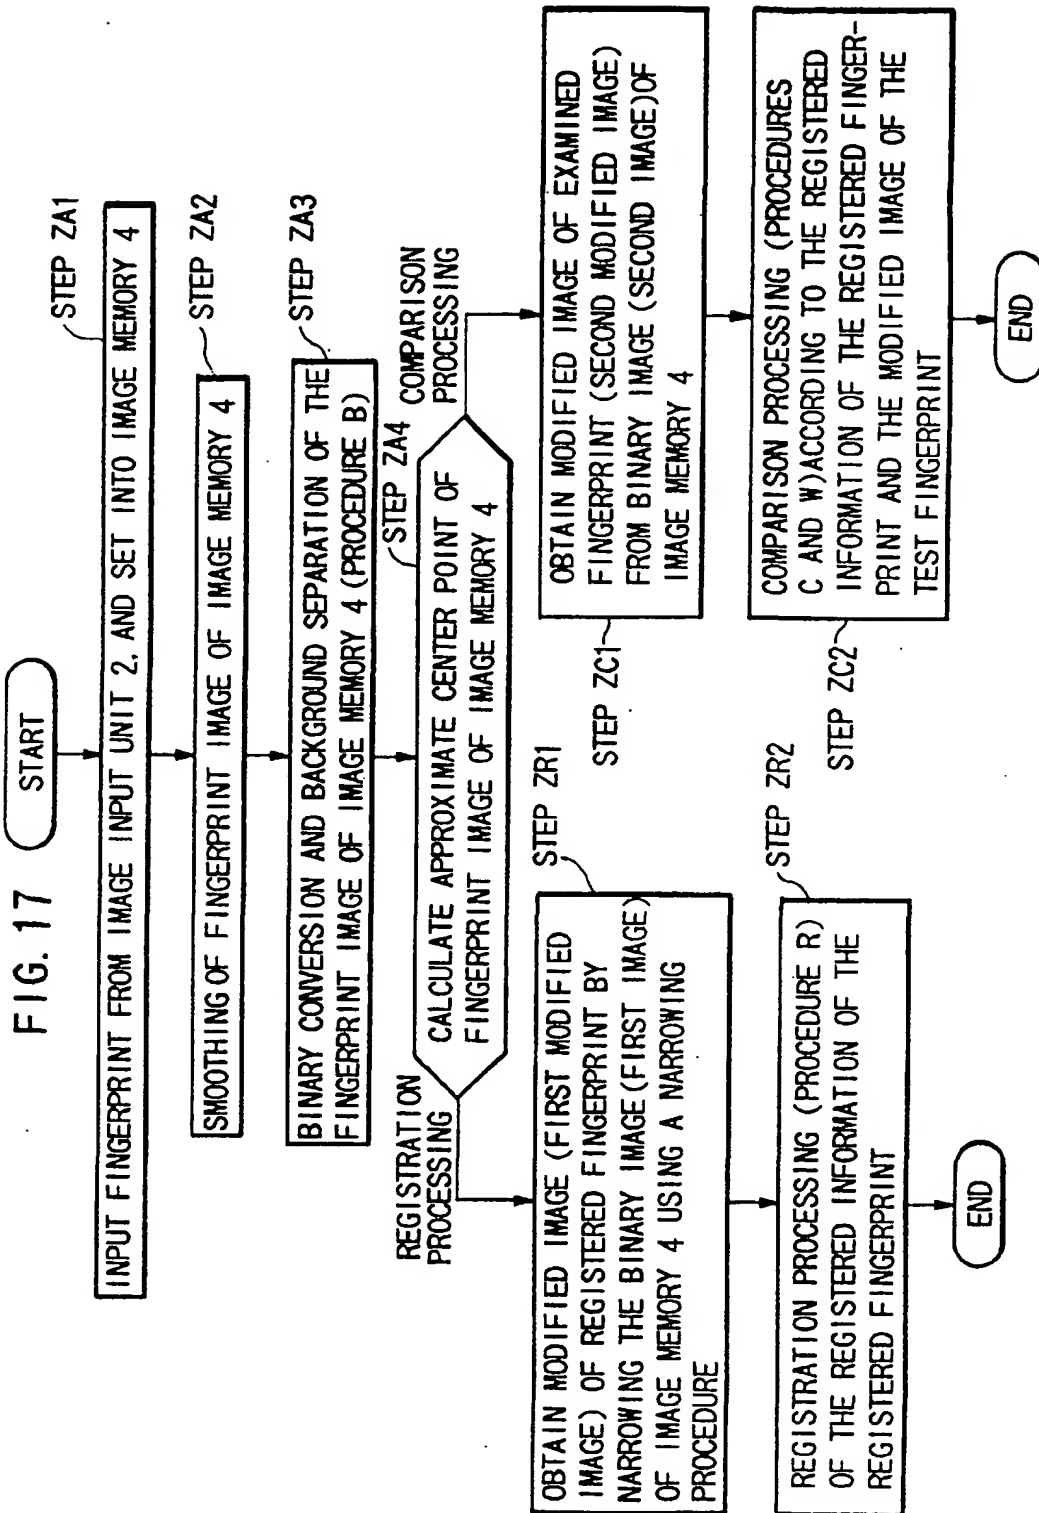 FIG. 17
START
STEP ZA1
INPUT FINGERPRINT FROM IMAGE INPUT UNIT 2, AND SET INTO IMAGE MEMORY 4
STEP ZA2
SMOOTHING OF FINGERPRINT IMAGE OF IMAGE MEMORY 4
STEP ZA3
BINARY CONVERSION AND BACKGROUND SEPARATION OF THE
FINGERPRINT IMAGE OF IMAGE MEMORY 4 (PROCEDURE B)
STEP ZA4
CALCULATE APPROXIMATE CENTER POINT OF
FINGERPRINT IMAGE OF IMAGE MEMORY 4
REGISTRATION
PROCESSING
COMPARISON
PROCESSING
STEP ZR1
OBTAIN MODIFIED IMAGE (FIRST MODIFIED
IMAGE) OF REGISTERED FINGERPRINT BY
NARROWING THE BINARY IMAGE (FIRST IMAGE)
OF IMAGE MEMORY 4 USING A NARROWING
PROCEDURE
STEP ZR2
REGISTRATION PROCESSING (PROCEDURE R)
OF THE REGISTERED INFORMATION OF THE
REGISTERED FINGERPRINT
END
OBTAIN MODIFIED IMAGE OF EXAMINED
FINGERPRINT (SECOND MODIFIED IMAGE)
FROM BINARY IMAGE (SECOND IMAGE)OF
IMAGE MEMORY 4
STEP ZC1
COMPARISON PROCESSING (PROCEDURES
C AND W)ACCORDING TO THE REGISTERED
INFORMATION OF THE REGISTERED FINGER-
PRINT AND THE MODIFIED IMAGE OF THE
TEST FINGERPRINT
STEP ZC2
END